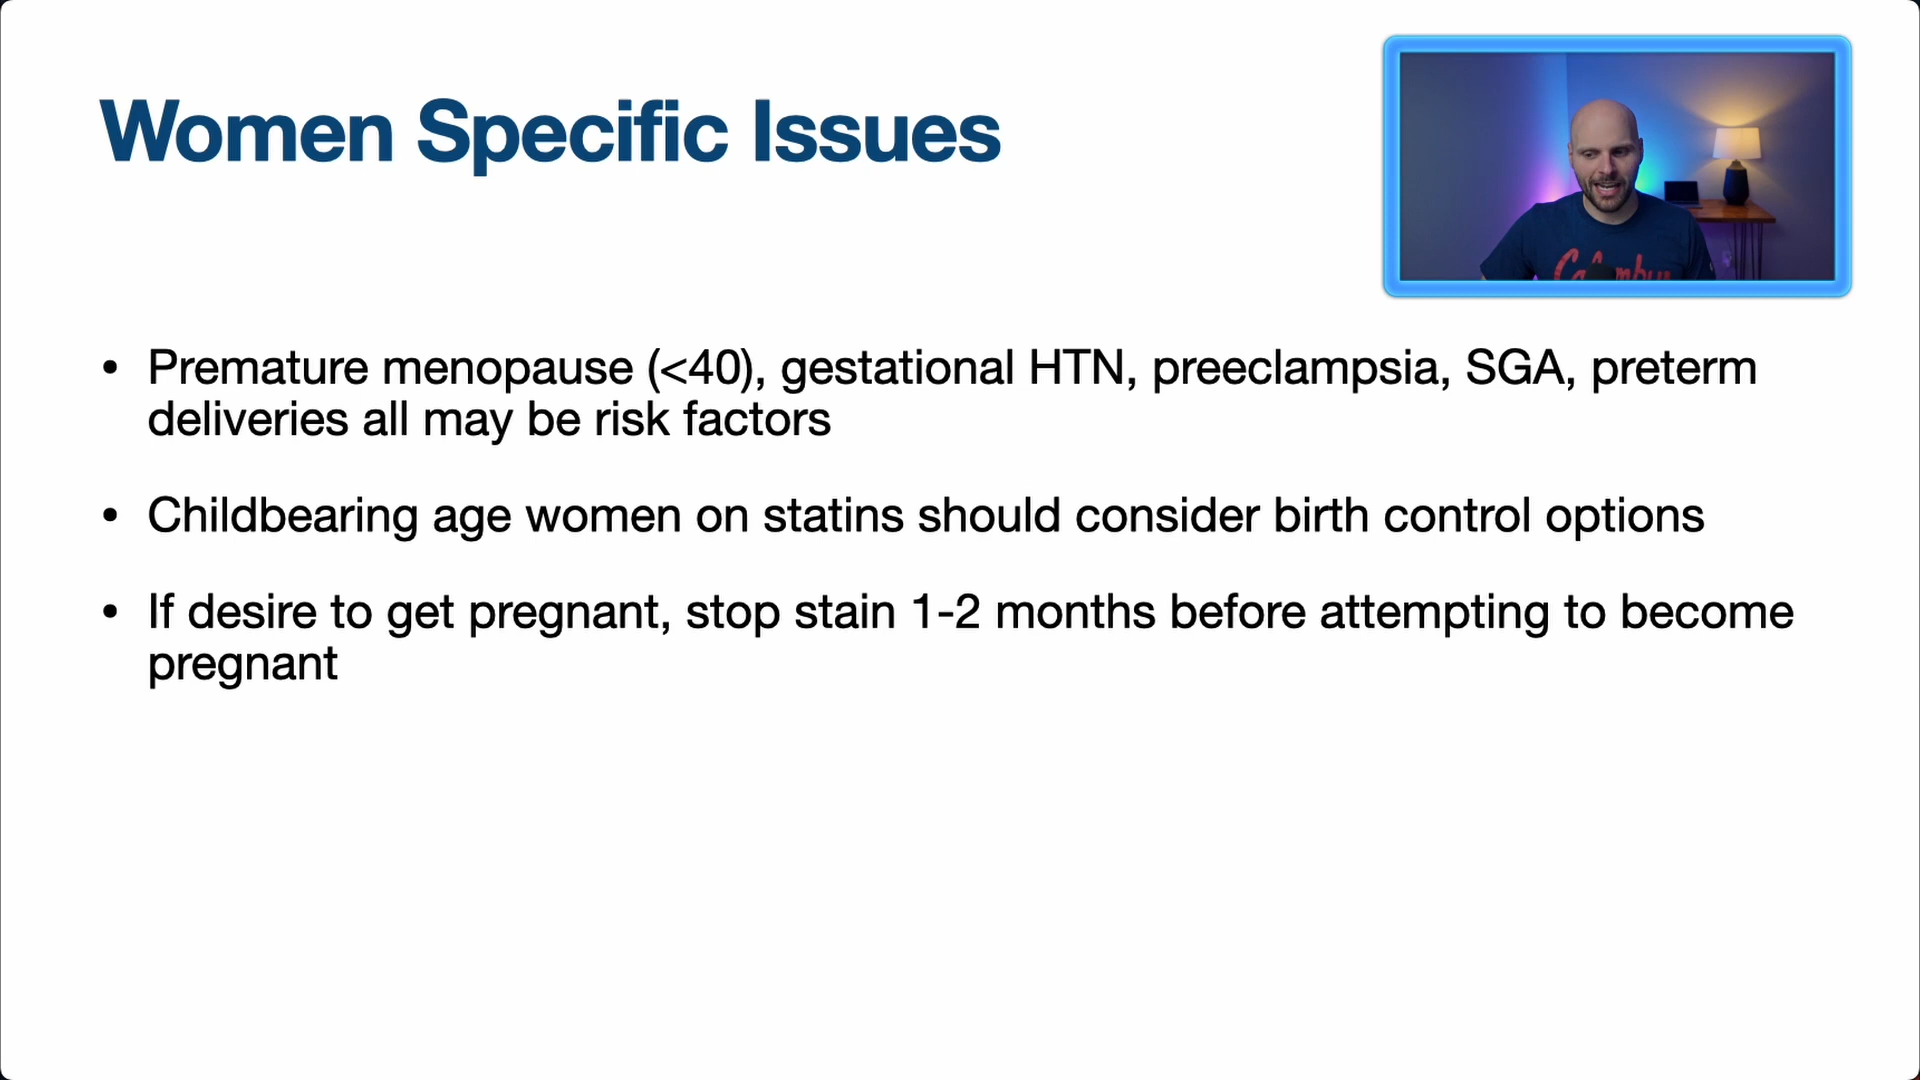 Women Specific Issues
• Premature menopause (<40), gestational HTN, preeclampsia, SGA, preterm
deliveries all may be risk factors
• Childbearing age women on statins should consider birth control options
• If desire to get pregnant, stop stain 1-2 months before attempting to become
pregnant